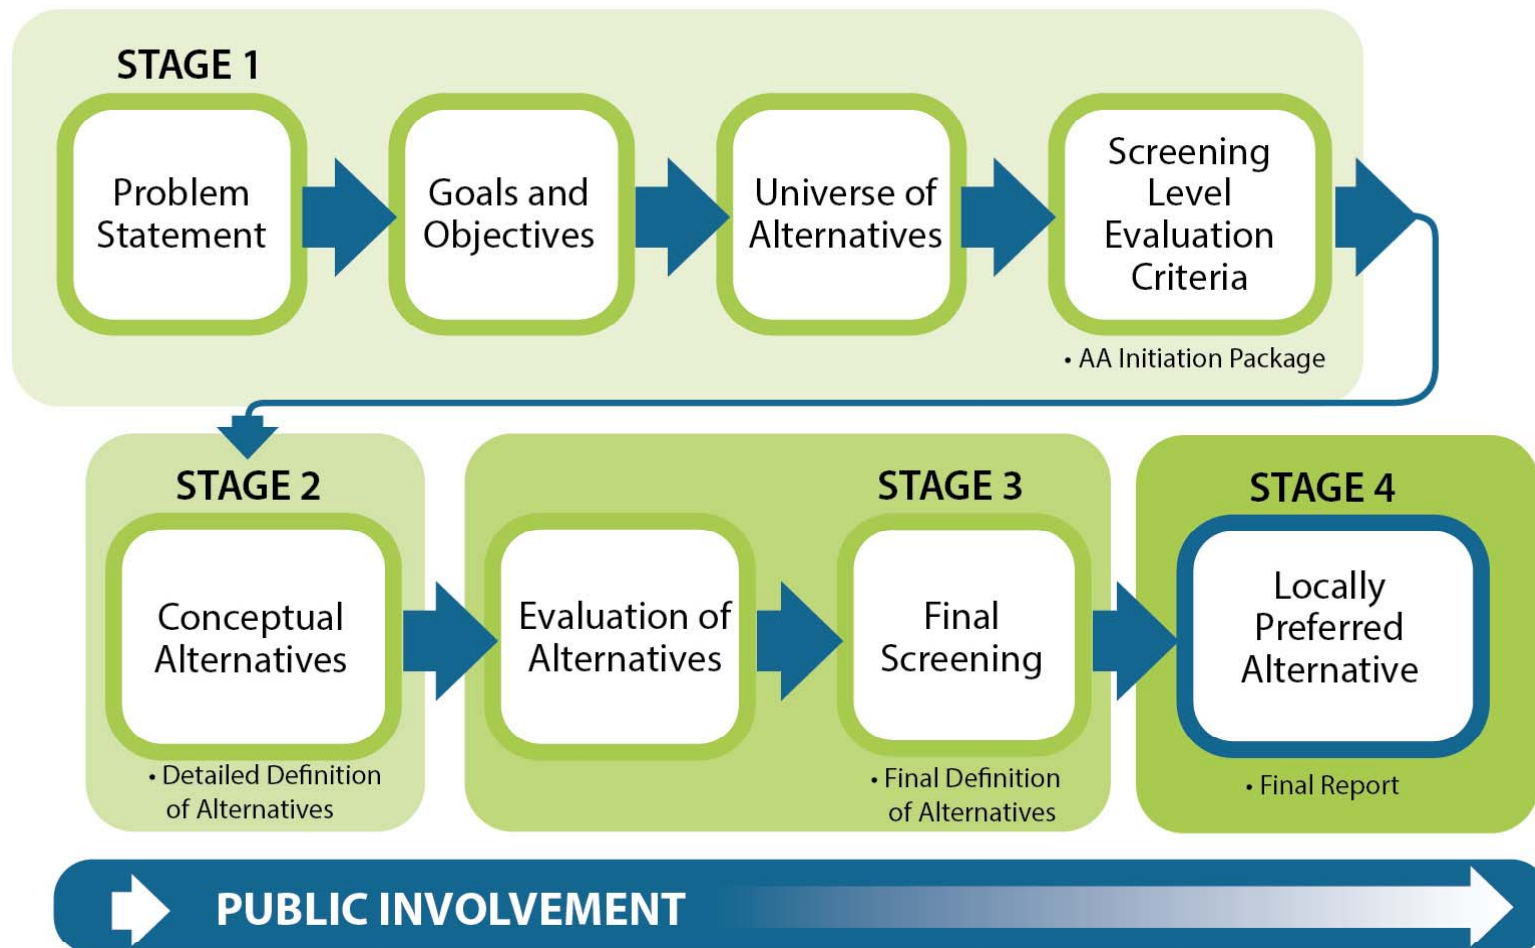 STAGE 1
Problem
Statement
Goals and
Objectives
Universe of
Alternatives
Screening
Level
Evaluation
Criteria
• AA Initiation Package
STAGE 2
Conceptual
Alternatives
• Detailed Definition
of Alternatives
STAGE 3
Evaluation of
Alternatives
Final
Screening
• Final Definition
of Alternatives
STAGE 4
Locally
Preferred
Alternative
• Final Report
PUBLIC INVOLVEMENT